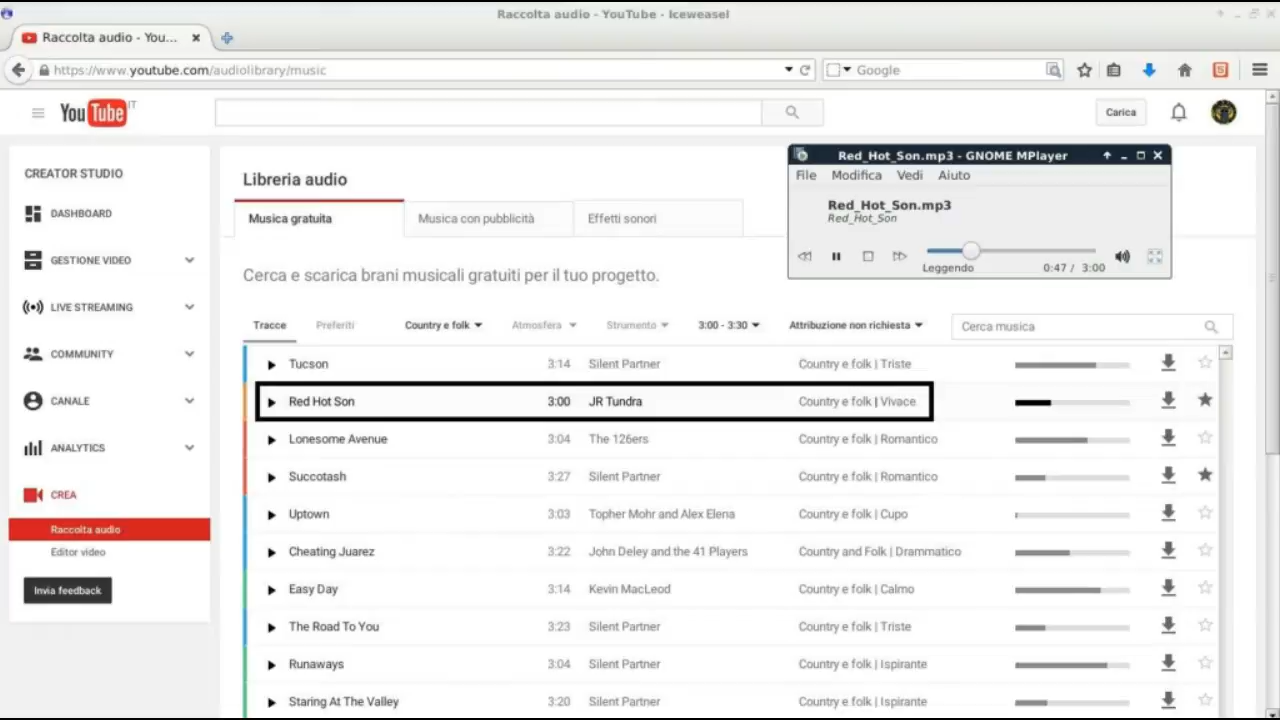 Raccolta audio - YouTube - Iceweasel
Raccolta audio - You...
https://www.youtube.com/audiolibrary/music
Google
YouTube IT
Carica
CREATOR STUDIO
DASHBOARD
GESTIONE VIDEO
LIVE STREAMING
COMMUNITY
CANALE
ANALYTICS
CREA
Raccolta audio
Editor video
Invia feedback
Libreria audio
Musica gratuita Musica con pubblicità Effetti sonori
Cerca e scarica brani musicali gratuiti per il tuo progetto.
Red_Hot_Son.mp3 - GNOME MPlayer
File Modifica Vedi Aiuto
Red_Hot_Son.mp3
Red_Hot_Son
Leggendo 0:47 / 3:00
Tracce Preferiti Country e folk Atmosfera Strumento 3:00 - 3:30 Attribuzione non richiesta Cerca musica
Tucson 3:14 Silent Partner Country e folk | Triste
Red Hot Son 3:00 JR Tundra Country e folk | Vivace
Lonesome Avenue 3:04 The 126ers Country e folk | Romantico
Succotash 3:27 Silent Partner Country e folk | Romantico
Uptown 3:03 Topher Mohr and Alex Elena Country e folk | Cupo
Cheating Juarez 3:22 John Deley and the 41 Players Country and Folk | Drammatico
Easy Day 3:14 Kevin MacLeod Country e folk | Calmo
The Road To You 3:23 Silent Partner Country e folk | Triste
Runaways 3:04 Silent Partner Country e folk | Ispirante
Staring At The Valley 3:20 Silent Partner Country e folk | Ispirante